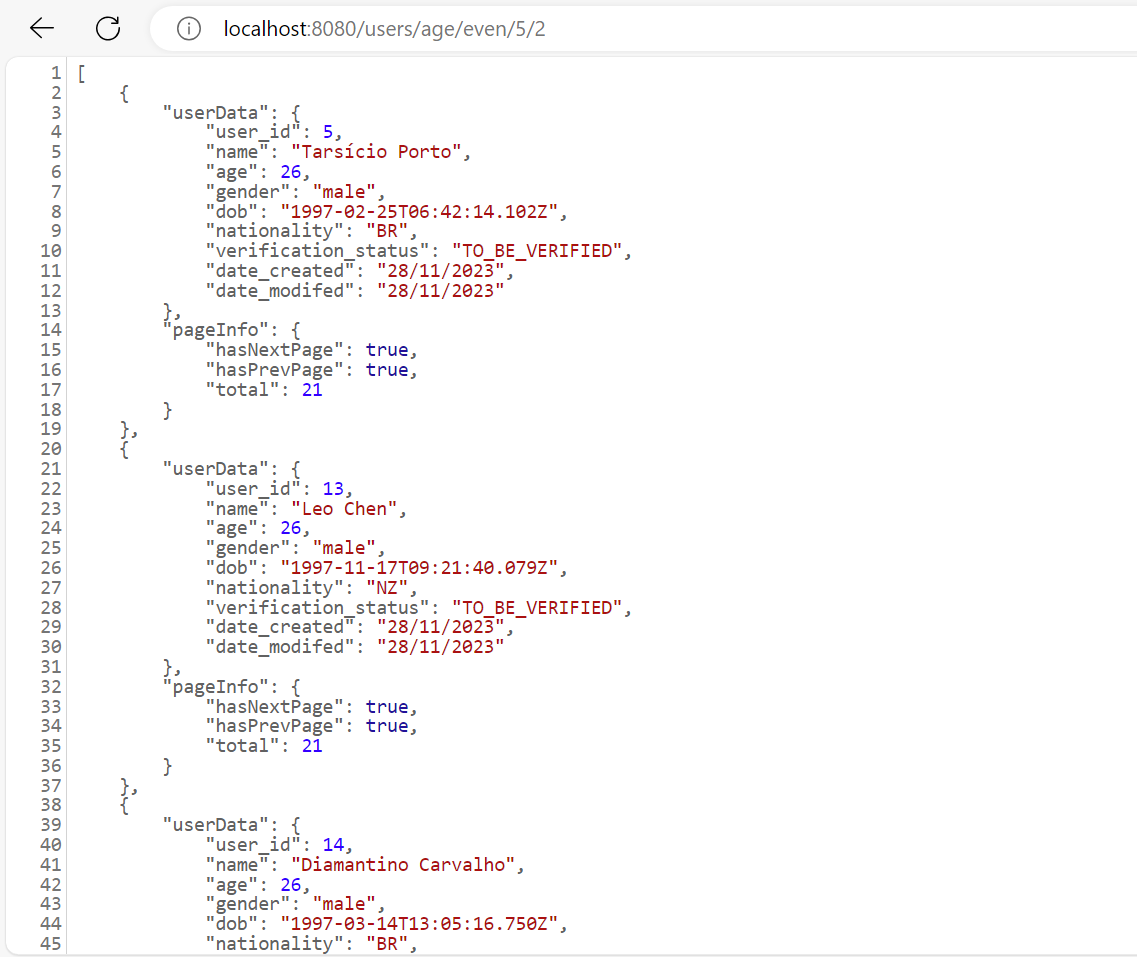 localhost:8080/users/age/even/5/2
1 [
2 {
3 "userData": {
4 "user_id": 5,
5 "name": "Tarsício Porto",
6 "age": 26,
7 "gender": "male",
8 "dob": "1997-02-25T06:42:14.102Z",
9 "nationality": "BR",
10 "verification_status": "TO_BE_VERIFIED",
11 "date_created": "28/11/2023",
12 "date_modifed": "28/11/2023"
13 },
14 "pageInfo": {
15 "hasNextPage": true,
16 "hasPrevPage": true,
17 "total": 21
18 }
19 },
20 {
21 "userData": {
22 "user_id": 13,
23 "name": "Leo Chen",
24 "age": 26,
25 "gender": "male",
26 "dob": "1997-11-17T09:21:40.079Z",
27 "nationality": "NZ",
28 "verification_status": "TO_BE_VERIFIED",
29 "date_created": "28/11/2023",
30 "date_modifed": "28/11/2023"
31 },
32 "pageInfo": {
33 "hasNextPage": true,
34 "hasPrevPage": true,
35 "total": 21
36 }
37 },
38 {
39 "userData": {
40 "user_id": 14,
41 "name": "Diamantino Carvalho",
42 "age": 26,
43 "gender": "male",
44 "dob": "1997-03-14T13:05:16.750Z",
45 "nationality": "BR",